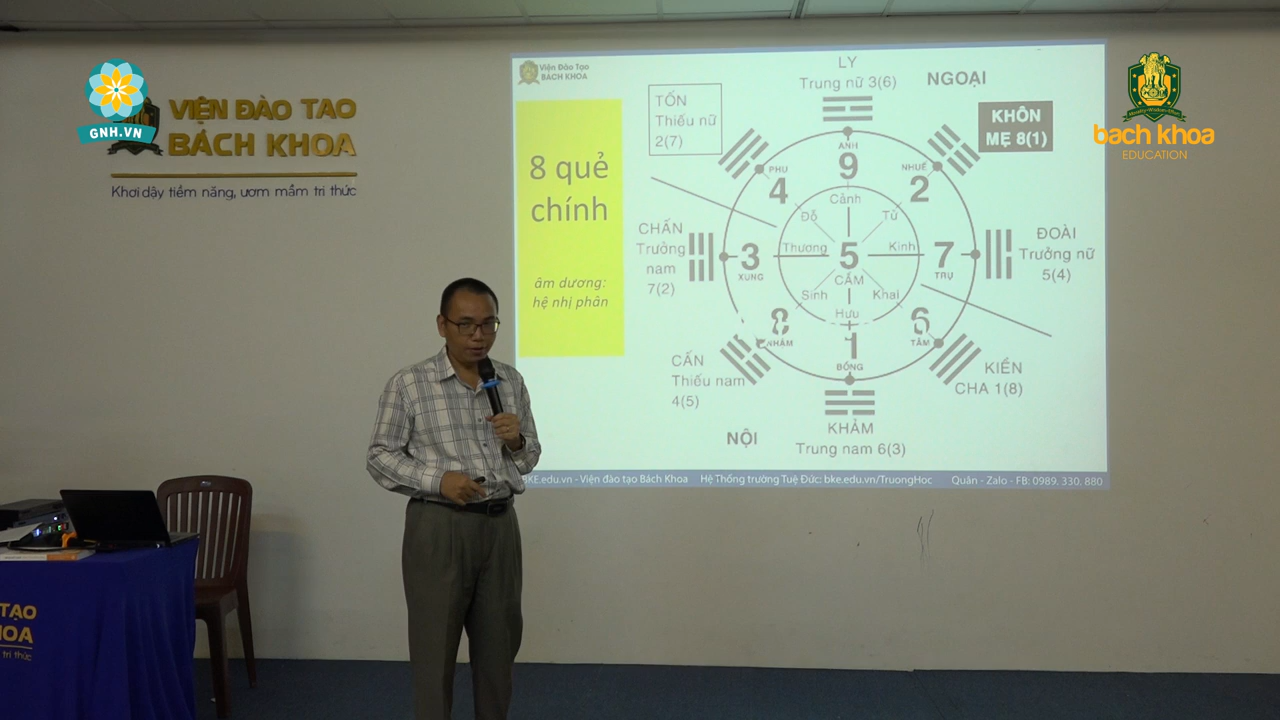 GNH.VN
VIỆN ĐÀO TẠO
BÁCH KHOA
Khơi dậy tiềm năng, ươm mầm tri thức
bach khoa
EDUCATION
Viện Đào Tạo
BÁCH KHOA
8 quẻ
chính
âm dương:
hệ nhị phân
LY
Trung nữ 3(6)
NGOẠI
TỐN
Thiếu nữ
2(7)
KHÔN
MẸ 8(1)
ANH
9
PHU
4
NHUẾ
2
Cảnh
Đỗ
Tử
CHẤN
Trưởng
nam
7(2)
3
XUNG
Thương
5
CẤM
Kinh
7
TRỤ
ĐOÀI
Trưởng nữ
5(4)
Sinh
Hưu
Khai
8
NHÂM
1
BỒNG
6
TÂM
CẤN
Thiếu nam
4(5)
KIỀN
CHA 1(8)
NỘI
KHẢM
Trung nam 6(3)
BKE.edu.vn - Viện đào tạo Bách Khoa Hệ Thống trường Tuệ Đức: bke.edu.vn/TruongHoc Quân - Zalo - FB: 0989. 330. 880
TẠO
HOA
tri thức